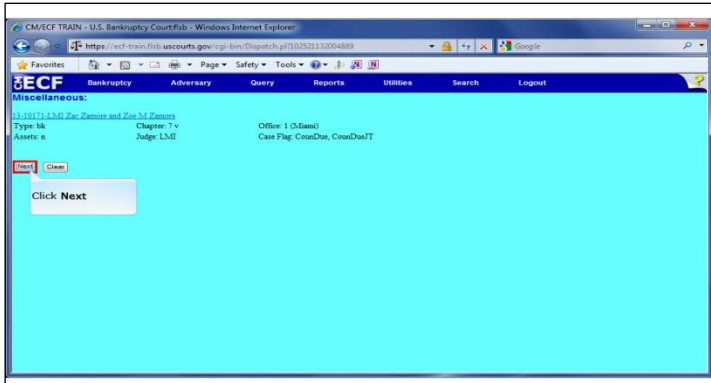 CM/ECF TRAIN - U.S. Bankruptcy Court:flsb - Windows Internet Explorer
https://ecf-train.flsb.uscourts.gov/cgi-bin/Dispatch.pl?102521132004889
Google
Favorites Page Safety Tools
ECF Bankruptcy Adversary Query Reports Utilities Search Logout ?
Miscellaneous:
13-10171-LMI Zac Zamore and Zoe M Zamore
Type: bk Chapter: 7 v Office: 1 (Miami)
Assets: n Judge: LMI Case Flag: CounDue, CounDueJT
Next Clear
Click Next